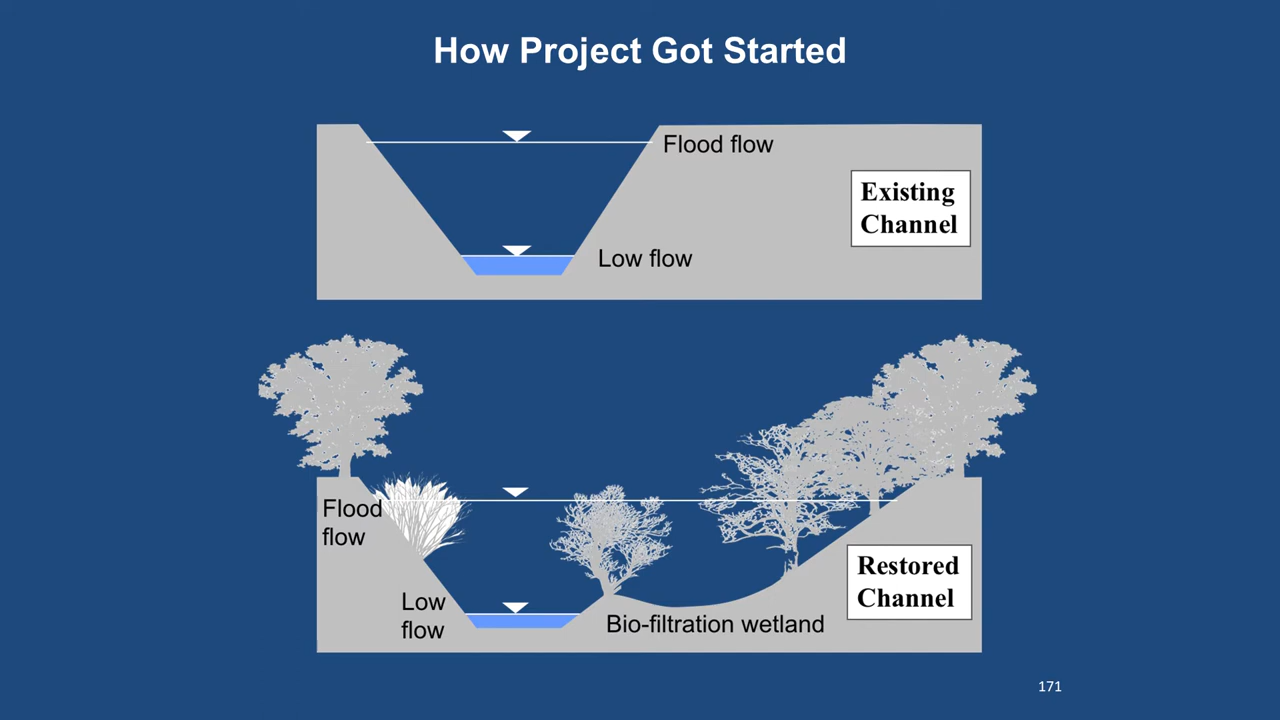 How Project Got Started
Flood flow
Existing
Channel
Low flow
Flood
flow
Restored
Channel
Low
flow
Bio-filtration wetland
171